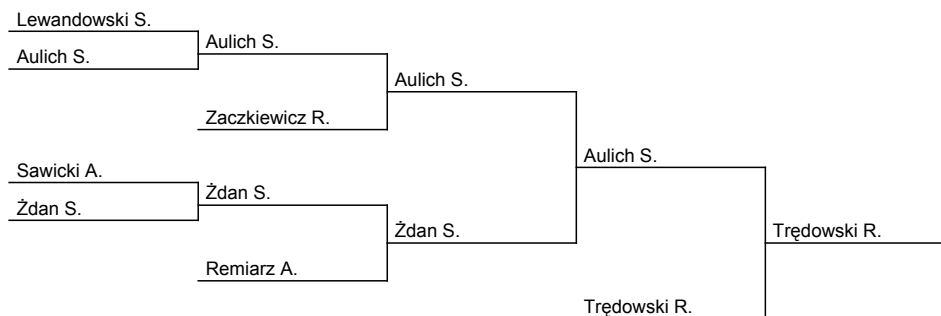 Lewandowski S.
Aulich S.
Aulich S.
Aulich S.
Zaczkiewicz R.
Aulich S.
Sawicki A.
Żdan S.
Żdan S.
Żdan S.
Trędowski R.
Remiarz A.
Trędowski R.